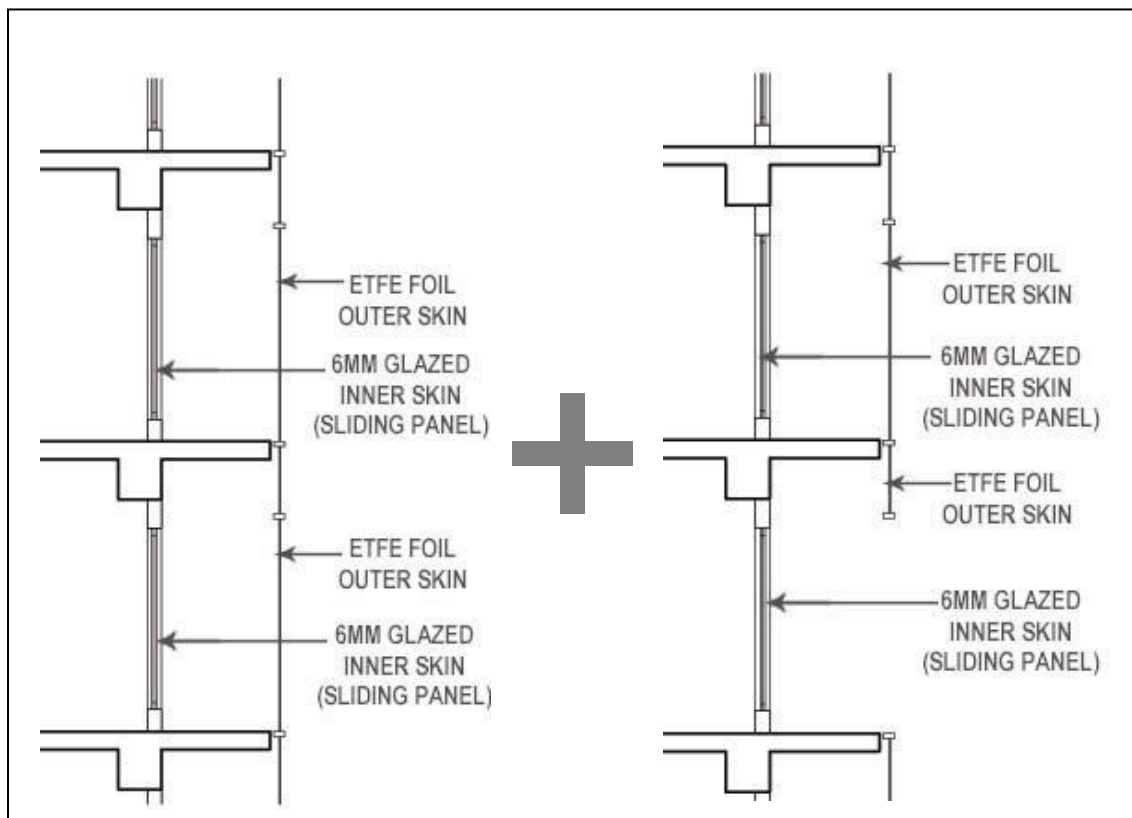 ETFE FOIL
OUTER SKIN
6MM GLAZED
INNER SKIN
(SLIDING PANEL)
ETFE FOIL
OUTER SKIN
6MM GLAZED
INNER SKIN
(SLIDING PANEL)
ETFE FOIL
OUTER SKIN
6MM GLAZED
INNER SKIN
(SLIDING PANEL)
ETFE FOIL
OUTER SKIN
6MM GLAZED
INNER SKIN
(SLIDING PANEL)